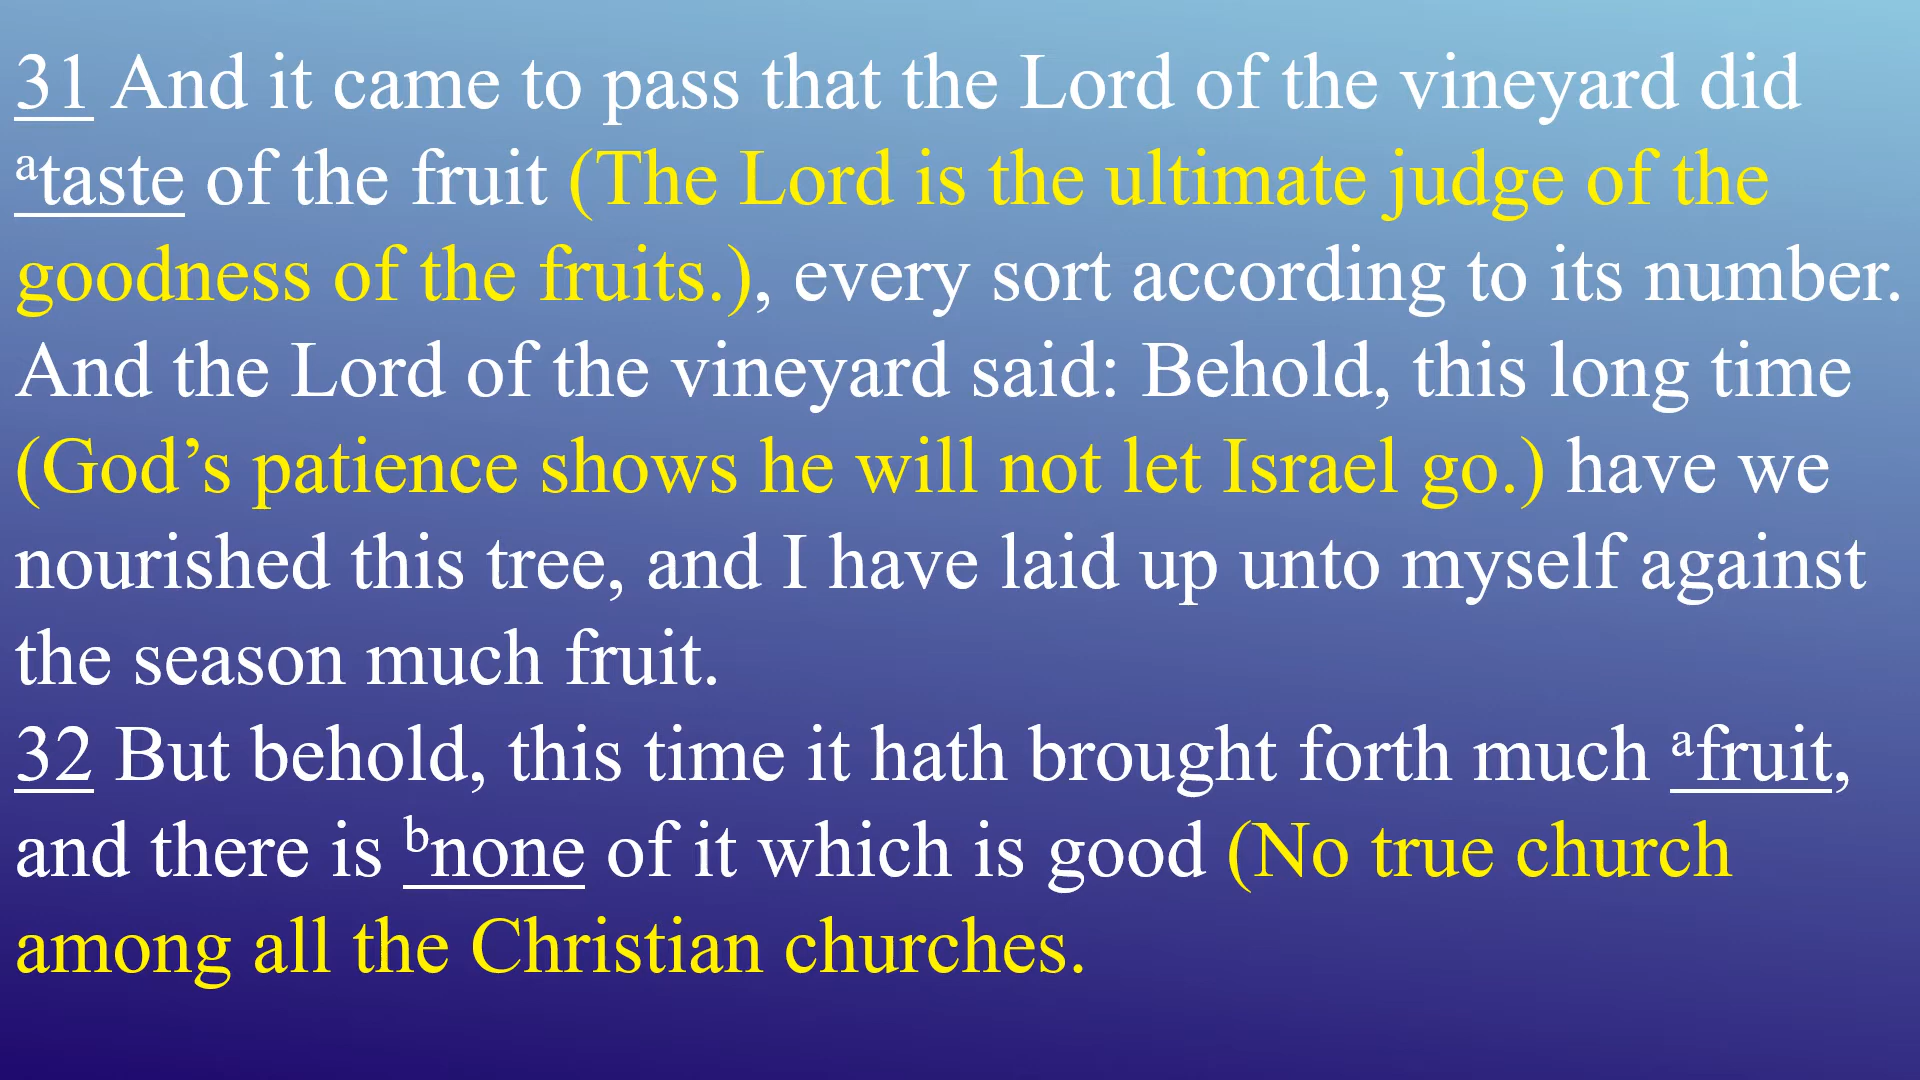 31 And it came to pass that the Lord of the vineyard did
ataste of the fruit (The Lord is the ultimate judge of the
goodness of the fruits.), every sort according to its number.
And the Lord of the vineyard said: Behold, this long time
(God’s patience shows he will not let Israel go.) have we
nourished this tree, and I have laid up unto myself against
the season much fruit.
32 But behold, this time it hath brought forth much afruit,
and there is bnone of it which is good (No true church
among all the Christian churches.